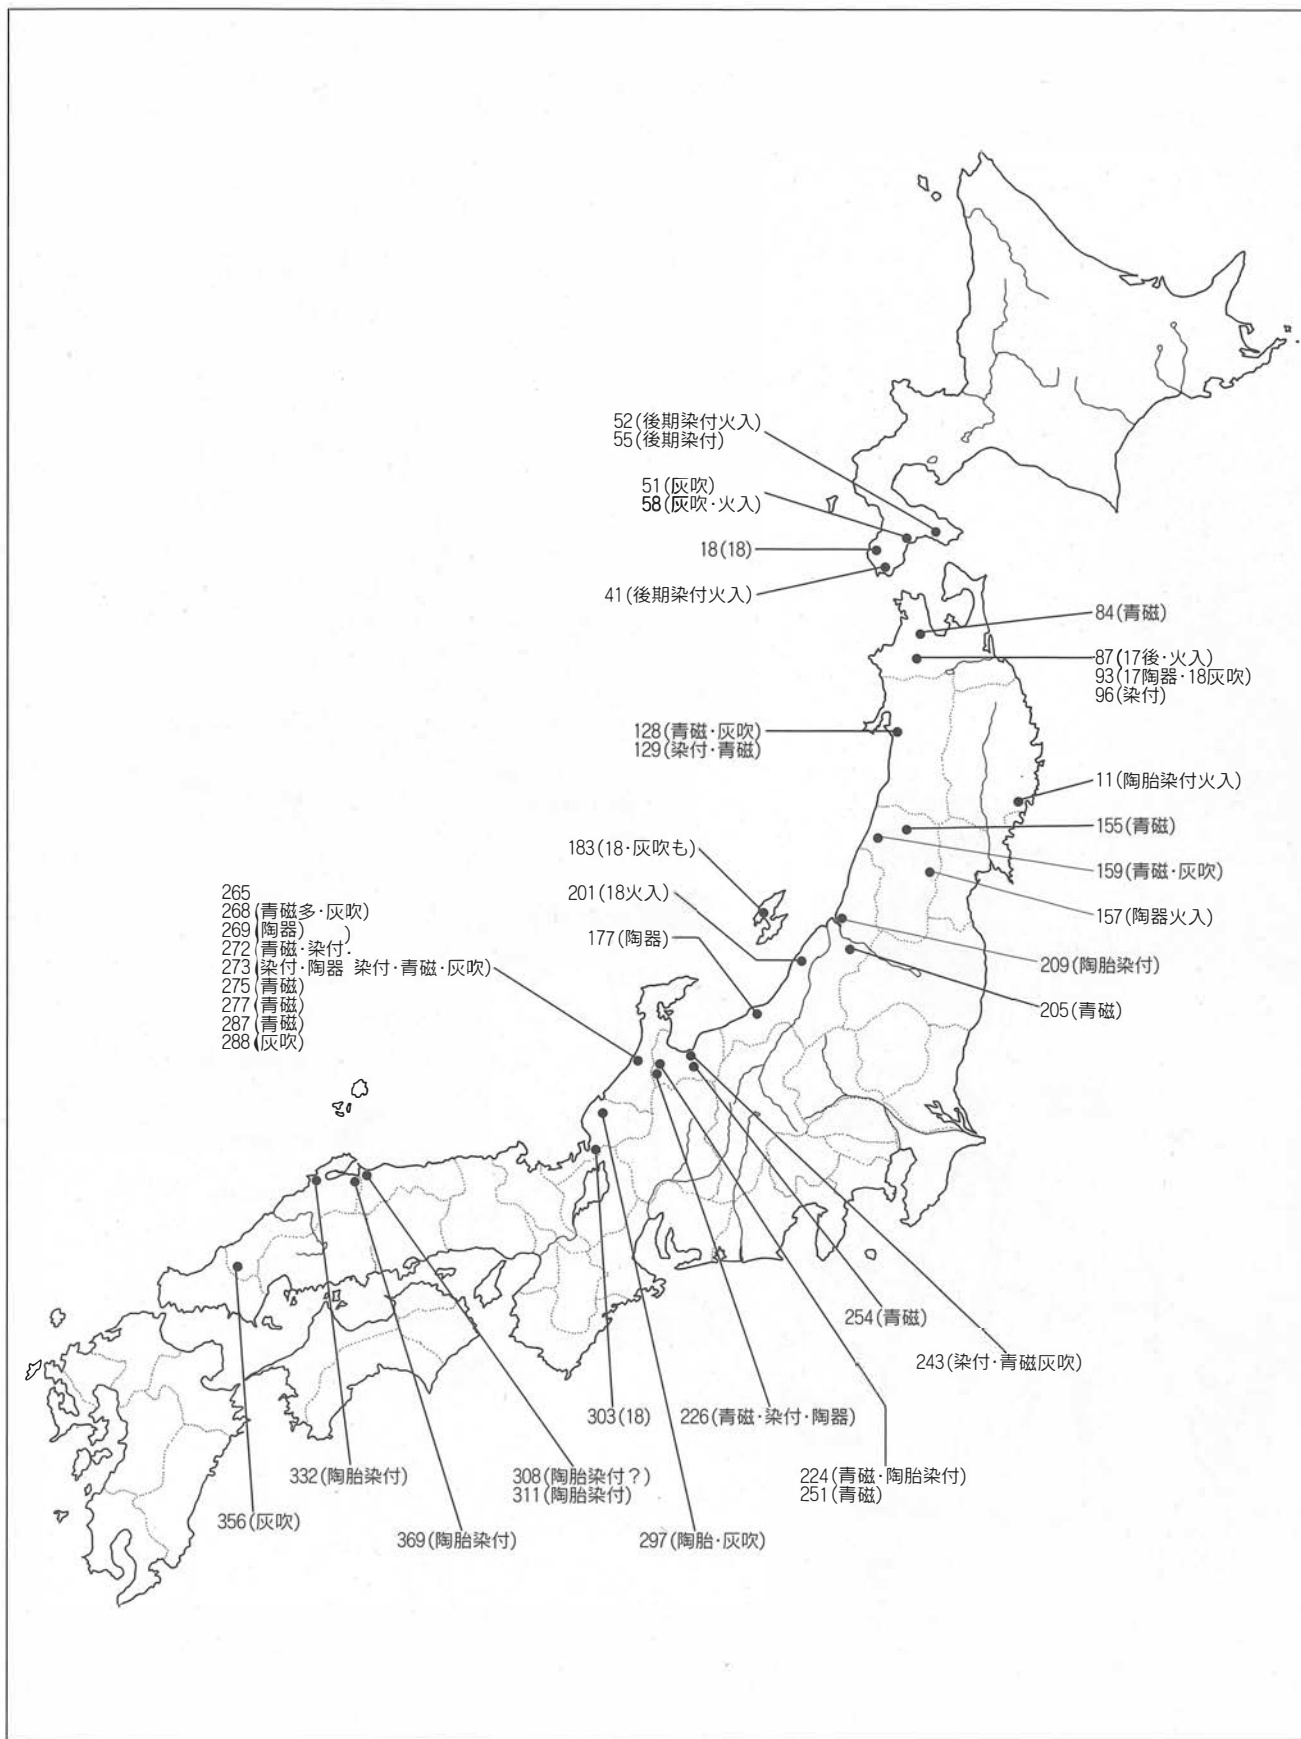 52(後期染付火入)
55(後期染付)
51(灰吹)
58(灰吹・火入)
18(18)
41(後期染付火入)
84(青磁)
87(17後・火入)
93(17陶器・18灰吹)
96(染付)
128(青磁・灰吹)
129(染付・青磁)
11(陶胎染付火入)
155(青磁)
159(青磁・灰吹)
157(陶器火入)
183(18・灰吹も)
201(18火入)
177(陶器)
209(陶胎染付)
205(青磁)
265
268(青磁多・灰吹)
269(陶器)
272(青磁・染付・)
273(染付・陶器 染付・青磁・灰吹)
275(青磁)
277(青磁)
287(青磁)
288(灰吹)
254(青磁)
243(染付・青磁灰吹)
303(18)
226(青磁・染付・陶器)
224(青磁・陶胎染付)
251(青磁)
332(陶胎染付)
308(陶胎染付?)
311(陶胎染付)
356(灰吹)
369(陶胎染付)
297(陶胎・灰吹)